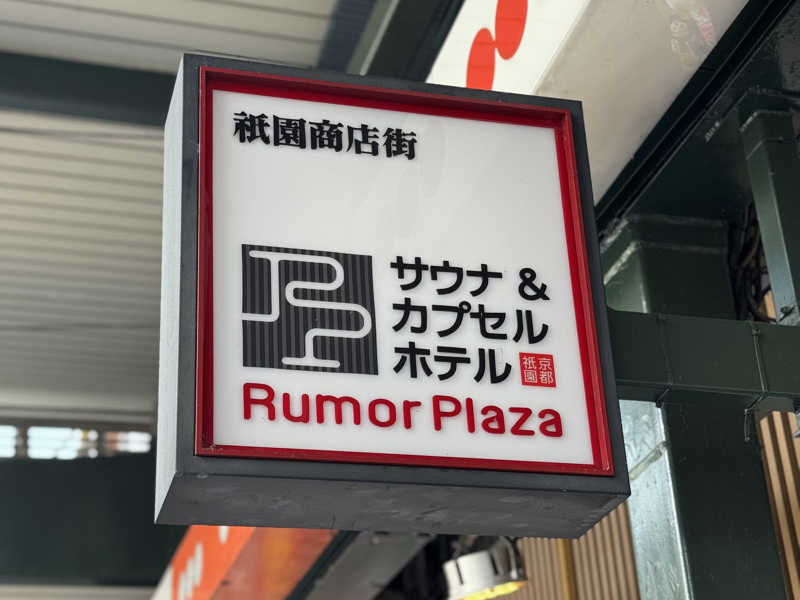 祇園商店街
サウナ &
カプセル
ホテル
京都
祇園
Rumor Plaza